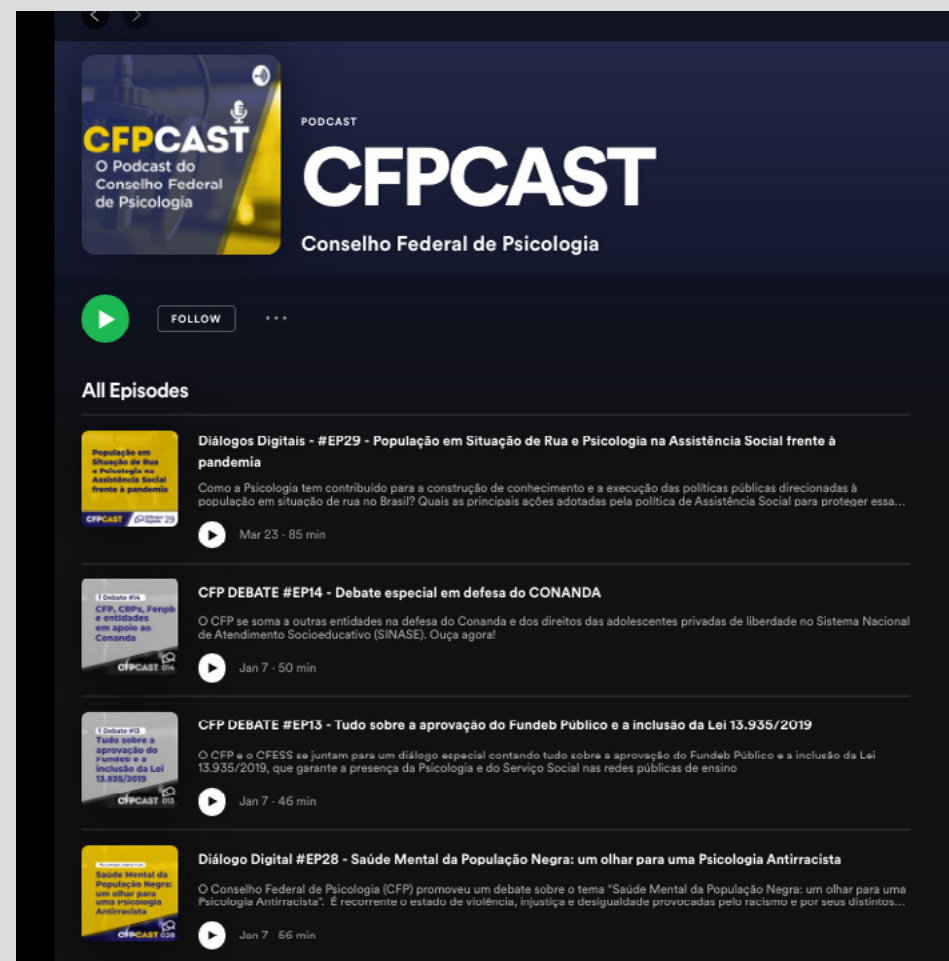 CFPCAST
O Podcast do
Conselho Federal
de Psicologia
PODCAST
CFPCAST
Conselho Federal de Psicologia
FOLLOW
All Episodes
População em
Situação de Rua
e Psicologia na
Assistência Social
frente à pandemia
CFPCAST Diálogos Digitais 29
Diálogos Digitais - #EP29 - População em Situação de Rua e Psicologia na Assistência Social frente à
pandemia
Como a Psicologia tem contribuído para a construção de conhecimento e a execução das políticas públicas direcionadas à
população em situação de rua no Brasil? Quais as principais ações adotadas pela política de Assistência Social para proteger essa...
Mar 23 · 85 min
Debate #14
CFP, CRPs, Fenpb
e entidades
em apoio ao
Conanda
CFPCAST 014
CFP DEBATE #EP14 - Debate especial em defesa do CONANDA
O CFP se soma a outras entidades na defesa do Conanda e dos direitos das adolescentes privadas de liberdade no Sistema Nacional
de Atendimento Socioeducativo (SINASE). Ouça agora!
Jan 7 · 50 min
Debate #13
Tudo sobre a
aprovação do
Fundeb e a
inclusão da Lei
13.935/2019
CFPCAST 013
CFP DEBATE #EP13 - Tudo sobre a aprovação do Fundeb Público e a inclusão da Lei 13.935/2019
O CFP e o CFESS se juntam para um diálogo especial contando tudo sobre a aprovação do Fundeb Público e a inclusão da Lei
13.935/2019, que garante a presença da Psicologia e do Serviço Social nas redes públicas de ensino
Jan 7 · 46 min
Saúde Mental da
População Negra:
um olhar para
uma psicologia
Antirracista
CFPCAST 028
Diálogo Digital #EP28 - Saúde Mental da População Negra: um olhar para uma Psicologia Antirracista
O Conselho Federal de Psicologia (CFP) promoveu um debate sobre o tema “Saúde Mental da População Negra: um olhar para uma
Psicologia Antirracista”. É recorrente o estado de violência, injustiça e desigualdade provocadas pelo racismo e por seus distintos...
Jan 7 · 66 min